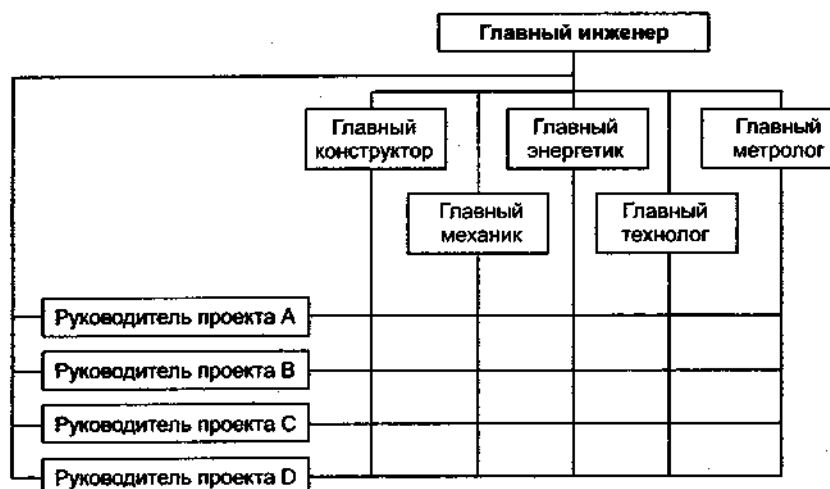 Главный инженер
Главный
конструктор
Главный
энергетик
Главный
метролог
Главный
механик
Главный
технолог
Руководитель проекта A
Руководитель проекта B
Руководитель проекта C
Руководитель проекта D